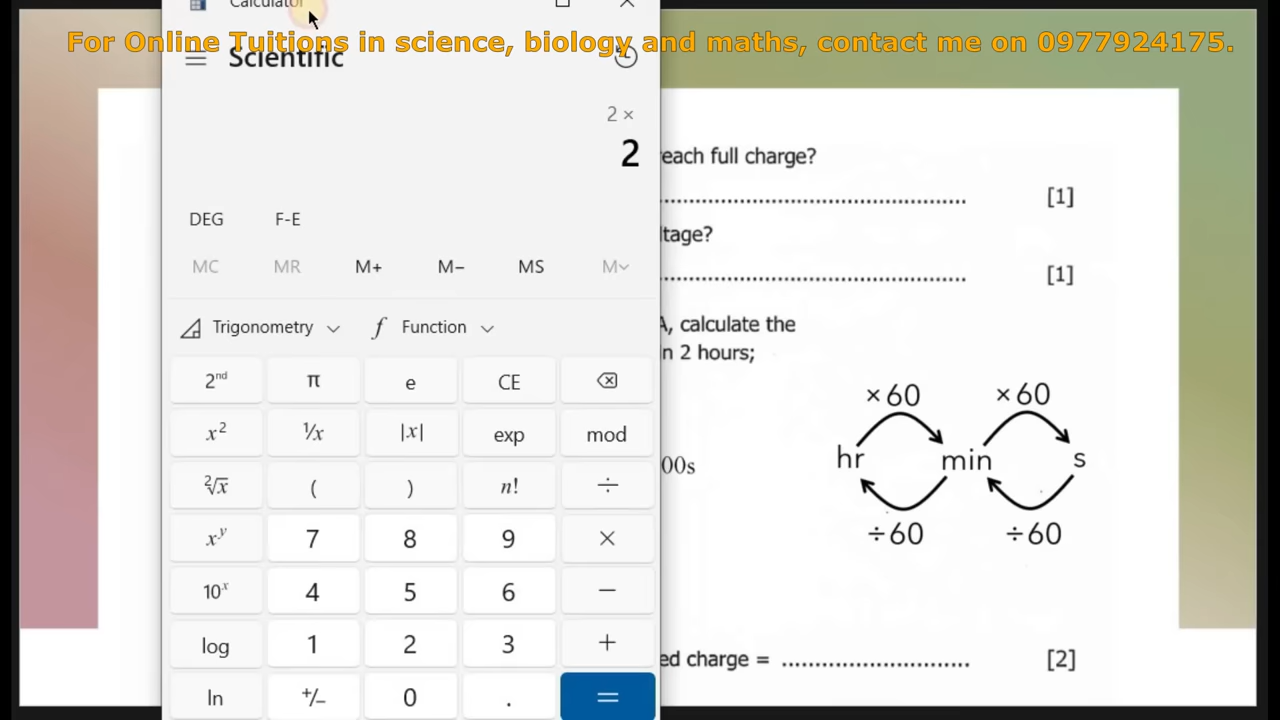 Calculator
For Online Tuitions in science, biology and maths, contact me on 0977924175.
Scientific
2 ×
2
DEG F-E
MC MR M+ M− MS M
Trigonometry f Function
2nd π e CE
x² ¹/x |x| exp mod
²√x ( ) n! ÷
xʸ 7 8 9 ×
10ˣ 4 5 6 −
log 1 2 3 +
ln +/− 0 . =
each full charge?
.......................................................... [1]
tage?
.......................................................... [1]
A, calculate the
n 2 hours;
×60 ×60
00s
hr min s
÷60 ÷60
ed charge = ................................... [2]